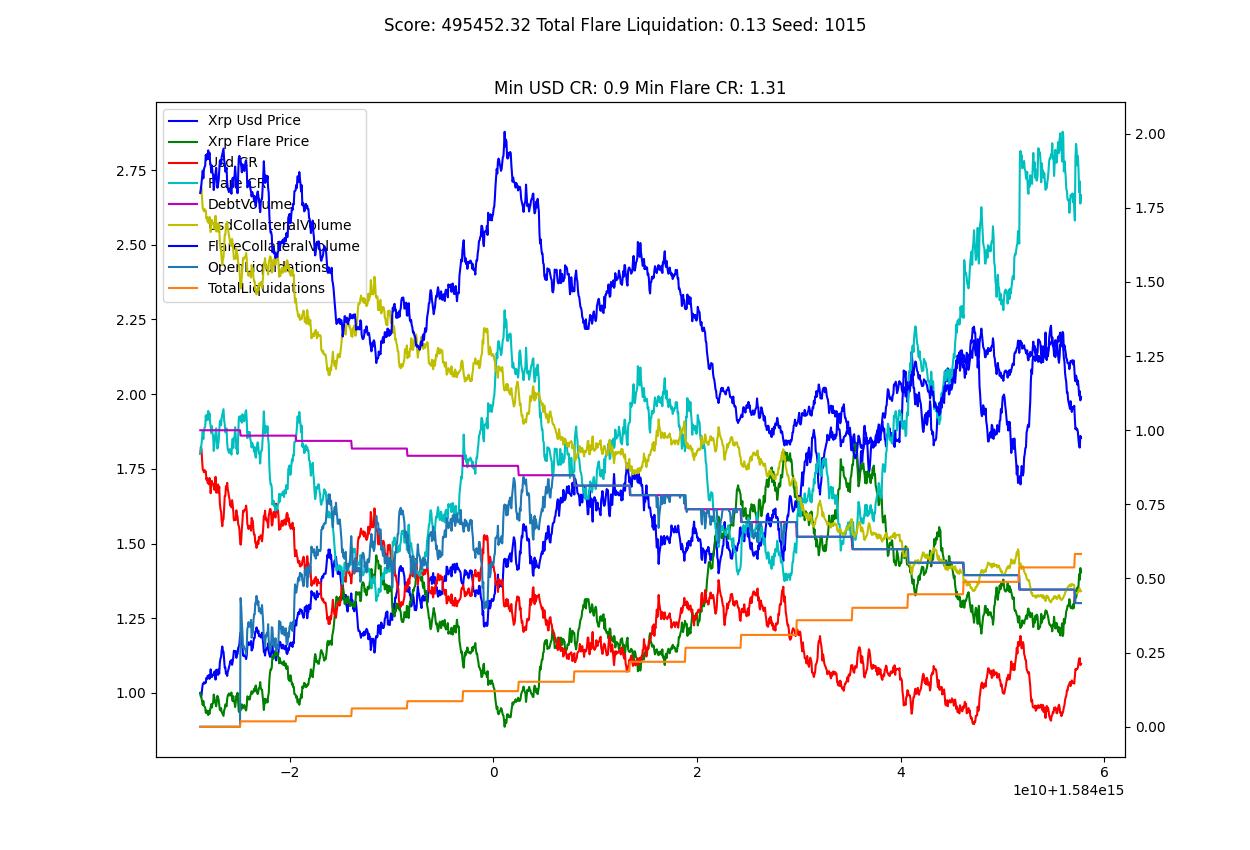 Score: 495452.32 Total Flare Liquidation: 0.13 Seed: 1015
Min USD CR: 0.9 Min Flare CR: 1.31
Xrp Usd Price
Xrp Flare Price
Usd CR
Flare CR
DebtVolume
UsdCollateralVolume
FlareCollateralVolume
OpenLiquidations
TotalLiquidations
2.75
2.50
2.25
2.00
1.75
1.50
1.25
1.00
2.00
1.75
1.50
1.25
1.00
0.75
0.50
0.25
0.00
−2 0 2 4 6
1e10+1.584e15